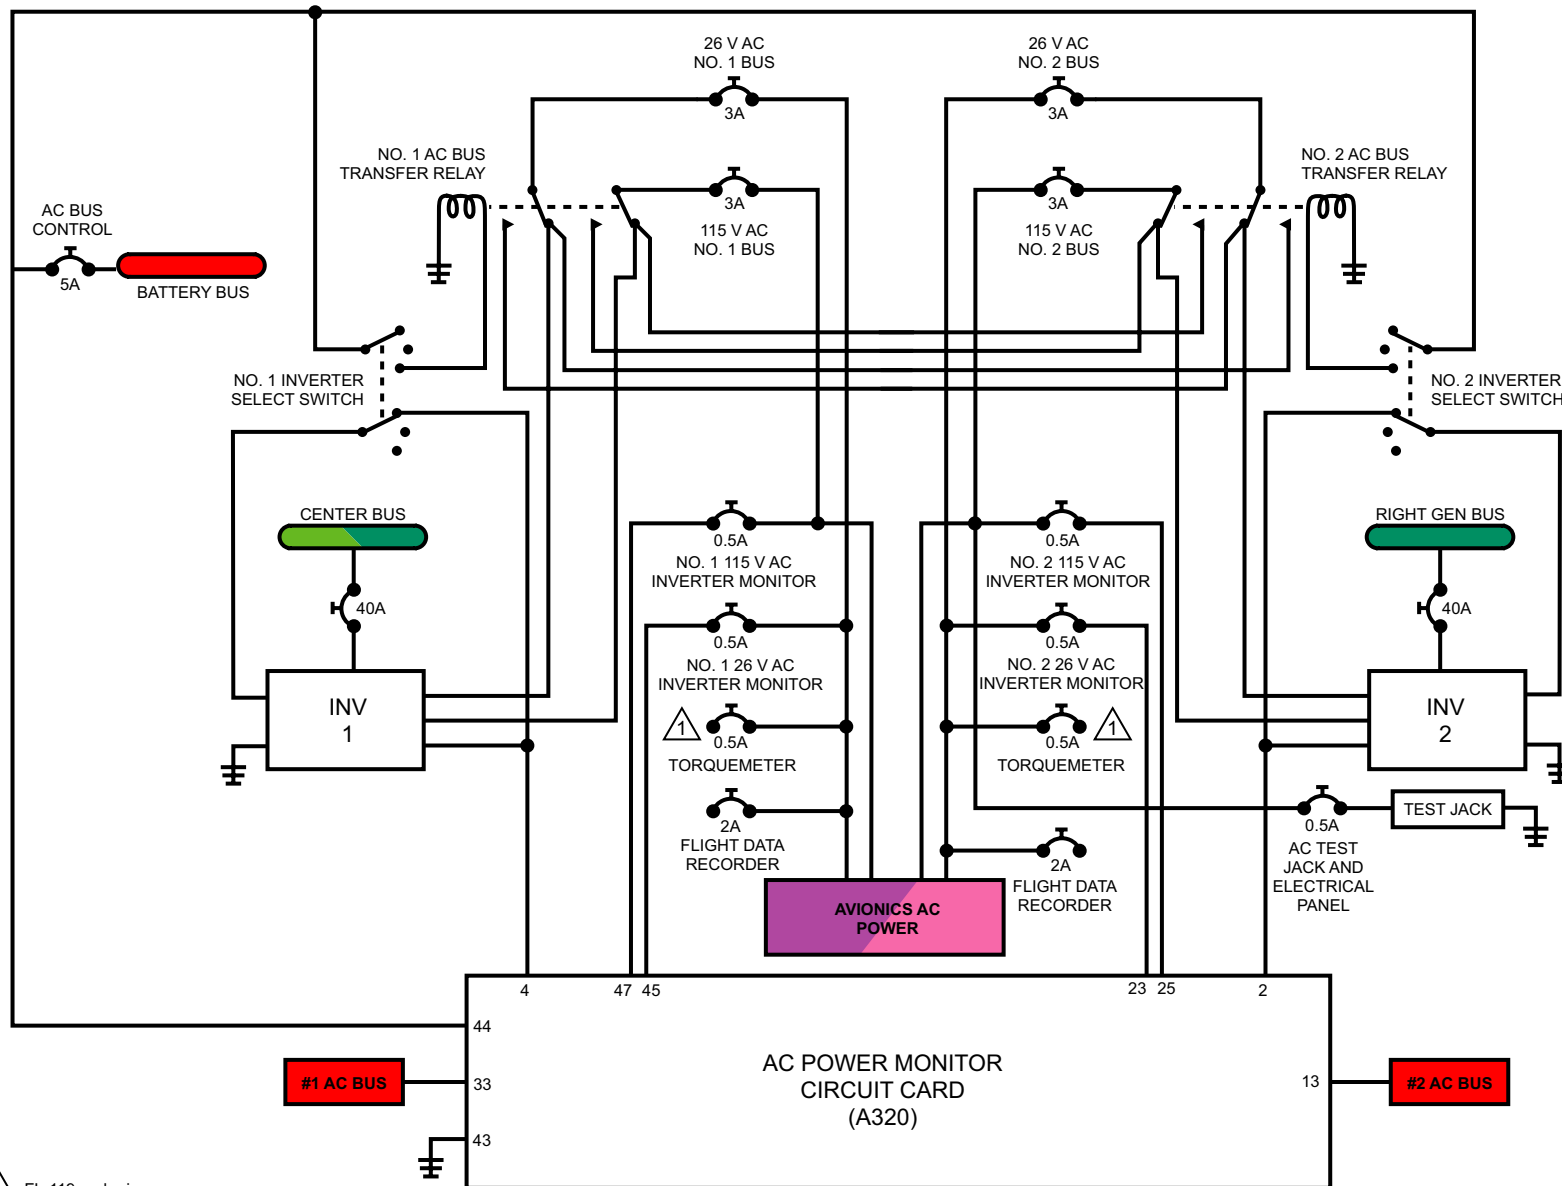 26 V AC
NO. 1 BUS
3A
26 V AC
NO. 2 BUS
3A
NO. 1 AC BUS
TRANSFER RELAY
NO. 2 AC BUS
TRANSFER RELAY
3A
115 V AC
NO. 1 BUS
3A
115 V AC
NO. 2 BUS
AC BUS
CONTROL
5A
BATTERY BUS
NO. 1 INVERTER
SELECT SWITCH
NO. 2 INVERTER
SELECT SWITCH
CENTER BUS
40A
RIGHT GEN BUS
40A
0.5A
NO. 1 115 V AC
INVERTER MONITOR
0.5A
NO. 2 115 V AC
INVERTER MONITOR
0.5A
NO. 1 26 V AC
INVERTER MONITOR
0.5A
NO. 2 26 V AC
INVERTER MONITOR
INV
1
INV
2
1
0.5A
TORQUEMETER
0.5A
1
TORQUEMETER
2A
FLIGHT DATA
RECORDER
2A
FLIGHT DATA
RECORDER
0.5A
AC TEST
JACK AND
ELECTRICAL
PANEL
TEST JACK
AVIONICS AC
POWER
4
47 45
23 25
2
44
33
43
13
#1 AC BUS
#2 AC BUS
AC POWER MONITOR
CIRCUIT CARD
(A320)